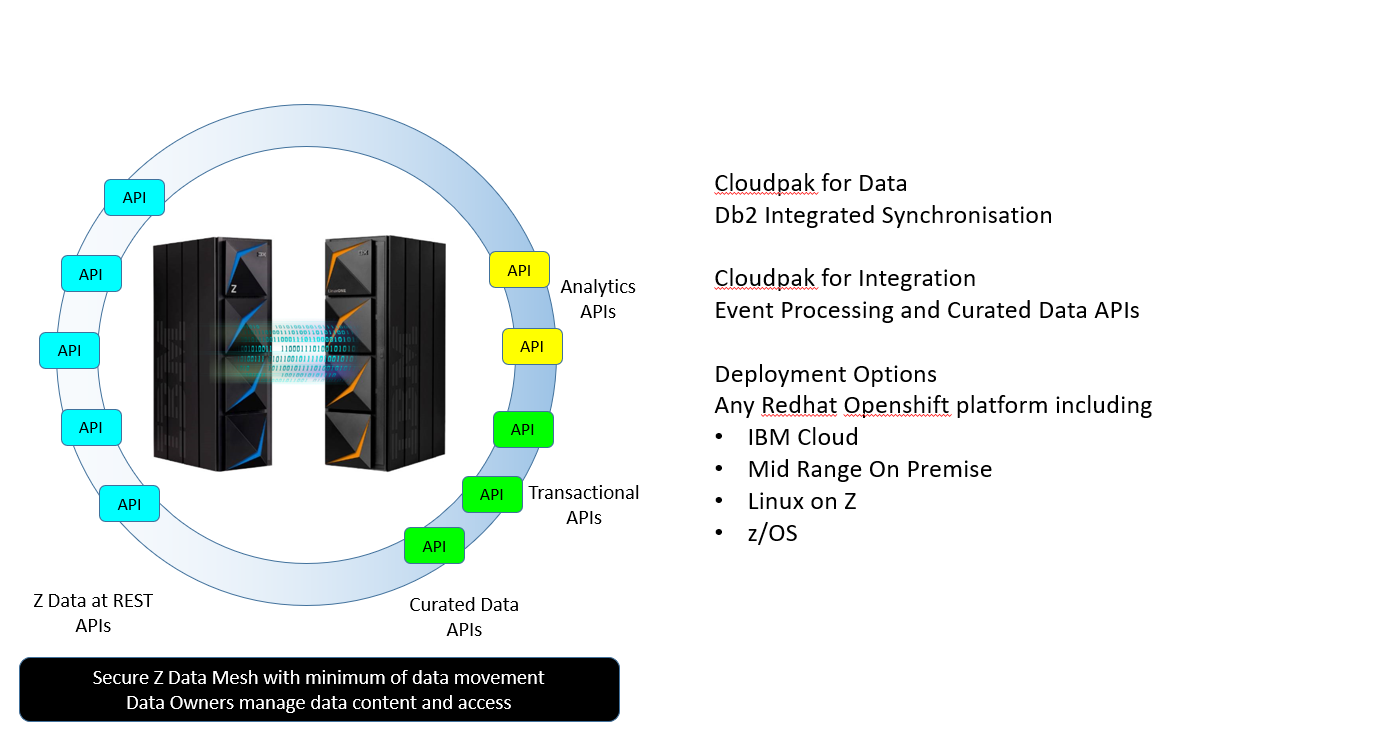 API
API
API
API
API
API
API
API
API
API
Analytics
APIs
Transactional
APIs
Z Data at REST
APIs
Curated Data
APIs
Secure Z Data Mesh with minimum of data movement
Data Owners manage data content and access
Z
IBM
IBM
Cloudpak for Data
Db2 Integrated Synchronisation
Cloudpak for Integration
Event Processing and Curated Data APIs
Deployment Options
Any Redhat Openshift platform including
• IBM Cloud
• Mid Range On Premise
• Linux on Z
• z/OS